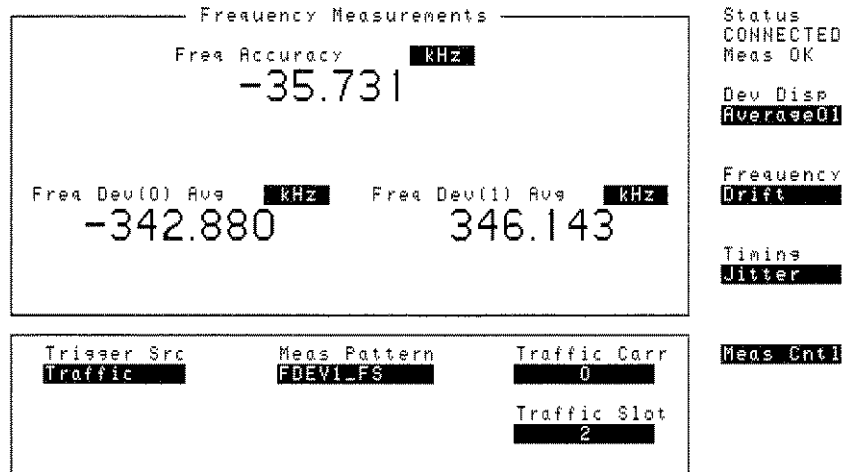 Frequency Measurements
Freq Accuracy kHz
-35.731
Freq Dev(0) Avg kHz
-342.880
Freq Dev(1) Avg kHz
346.143
Trigger Src
Traffic
Meas Pattern
FDEV1_FS
Traffic Carr
0
Traffic Slot
2
Status
CONNECTED
Meas OK
Dev Disp
Average01
Frequency
Drift
Timing
Jitter
Meas Cntl